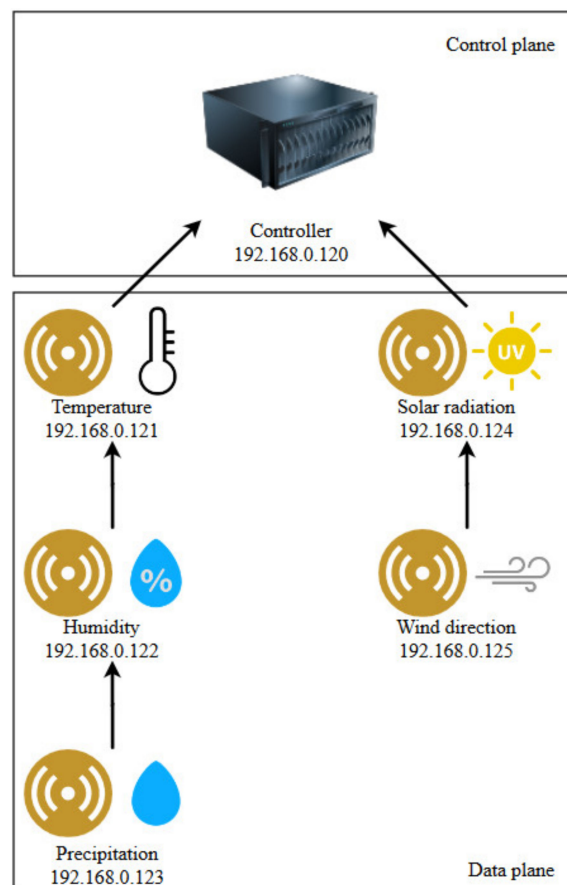 Control plane
Controller
192.168.0.120
Temperature
192.168.0.121
UV
Solar radiation
192.168.0.124
%
Humidity
192.168.0.122
Wind direction
192.168.0.125
Precipitation
192.168.0.123
Data plane